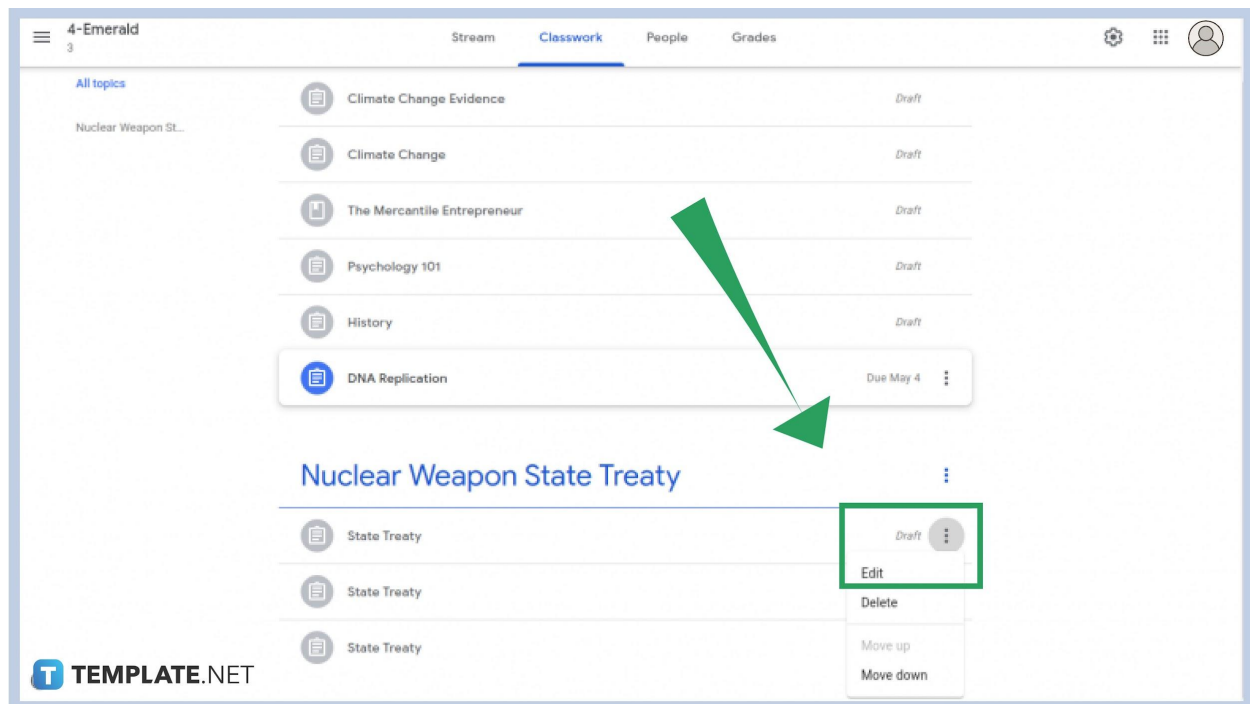 4-Emerald
3
Stream Classwork People Grades
All topics
Nuclear Weapon St...
Climate Change Evidence Draft
Climate Change Draft
The Mercantile Entrepreneur Draft
Psychology 101 Draft
History Draft
DNA Replication Due May 4
Nuclear Weapon State Treaty
State Treaty Draft
Edit
State Treaty
Delete
State Treaty
Move up
Move down
T TEMPLATE.NET